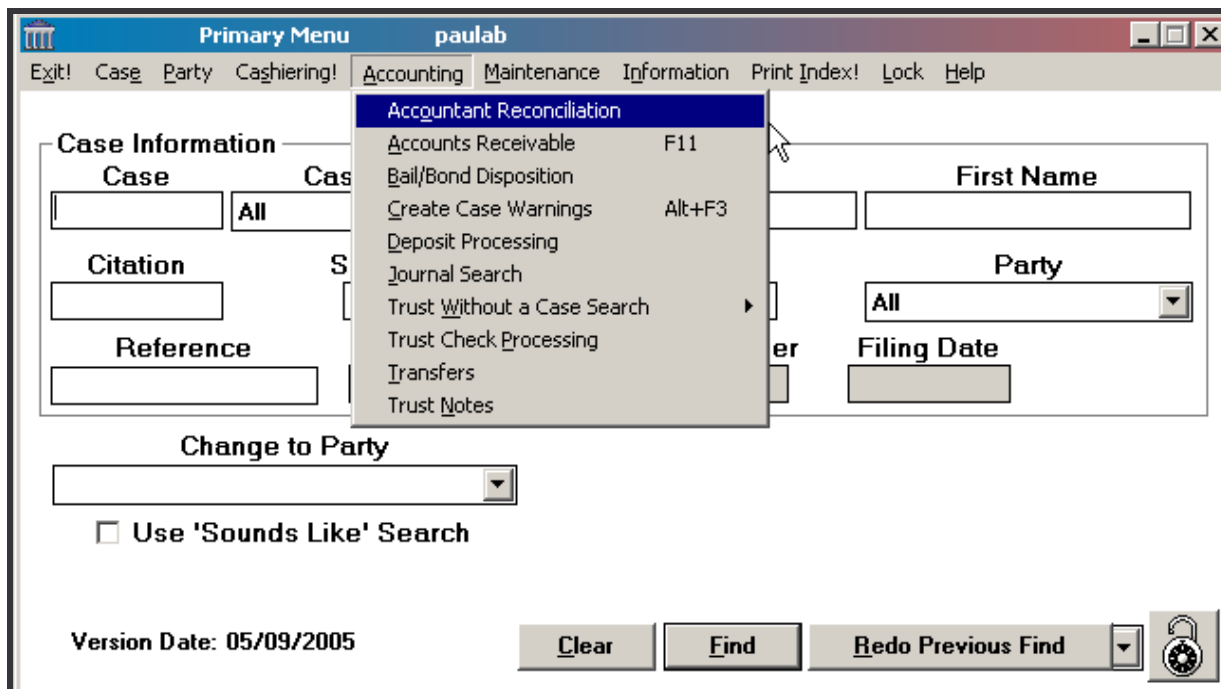 Primary Menu paulab
Exit! Case Party Cashiering! Accounting Maintenance Information Print Index! Lock Help
Accountant Reconciliation
Accounts Receivable F11
Bail/Bond Disposition
Create Case Warnings Alt+F3
Deposit Processing
Journal Search
Trust Without a Case Search
Trust Check Processing
Transfers
Trust Notes
Case Information
Case Cas First Name
All
Citation S Party
All
Reference er Filing Date
Change to Party
Use 'Sounds Like' Search
Version Date: 05/09/2005 Clear Find Redo Previous Find